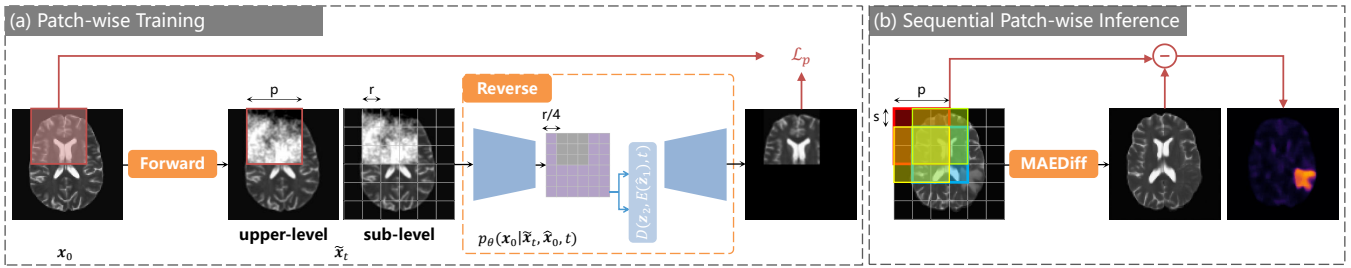 (a) Patch-wise Training
(b) Sequential Patch-wise Inference
ℒp
Reverse
p
r
r/4
p
s
Forward
D(z₂, E(ẑ₁), t)
MAEDiff
upper-level
sub-level
pθ(x₀|x̃ₜ, x̂₀, t)
x₀
x̃ₜ